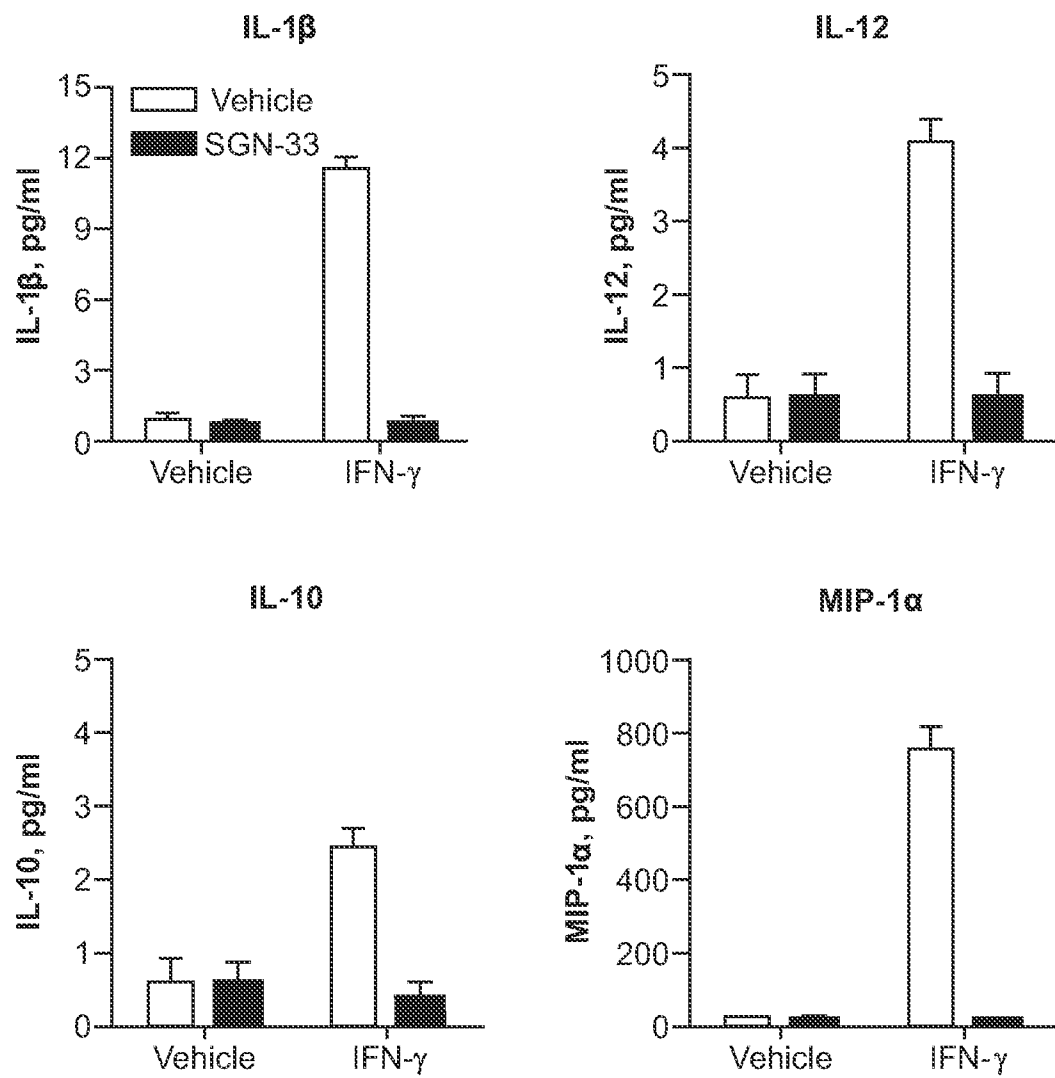 IL-1β
IL-1β, pg/ml
15
12
9
6
3
0
Vehicle
SGN-33
Vehicle
IFN-γ
IL-12
IL-12, pg/ml
5
4
3
2
1
0
Vehicle
IFN-γ
IL-10
IL-10, pg/ml
5
4
3
2
1
0
Vehicle
IFN-γ
MIP-1α
MIP-1α, pg/ml
1000
800
600
400
200
0
Vehicle
IFN-γ